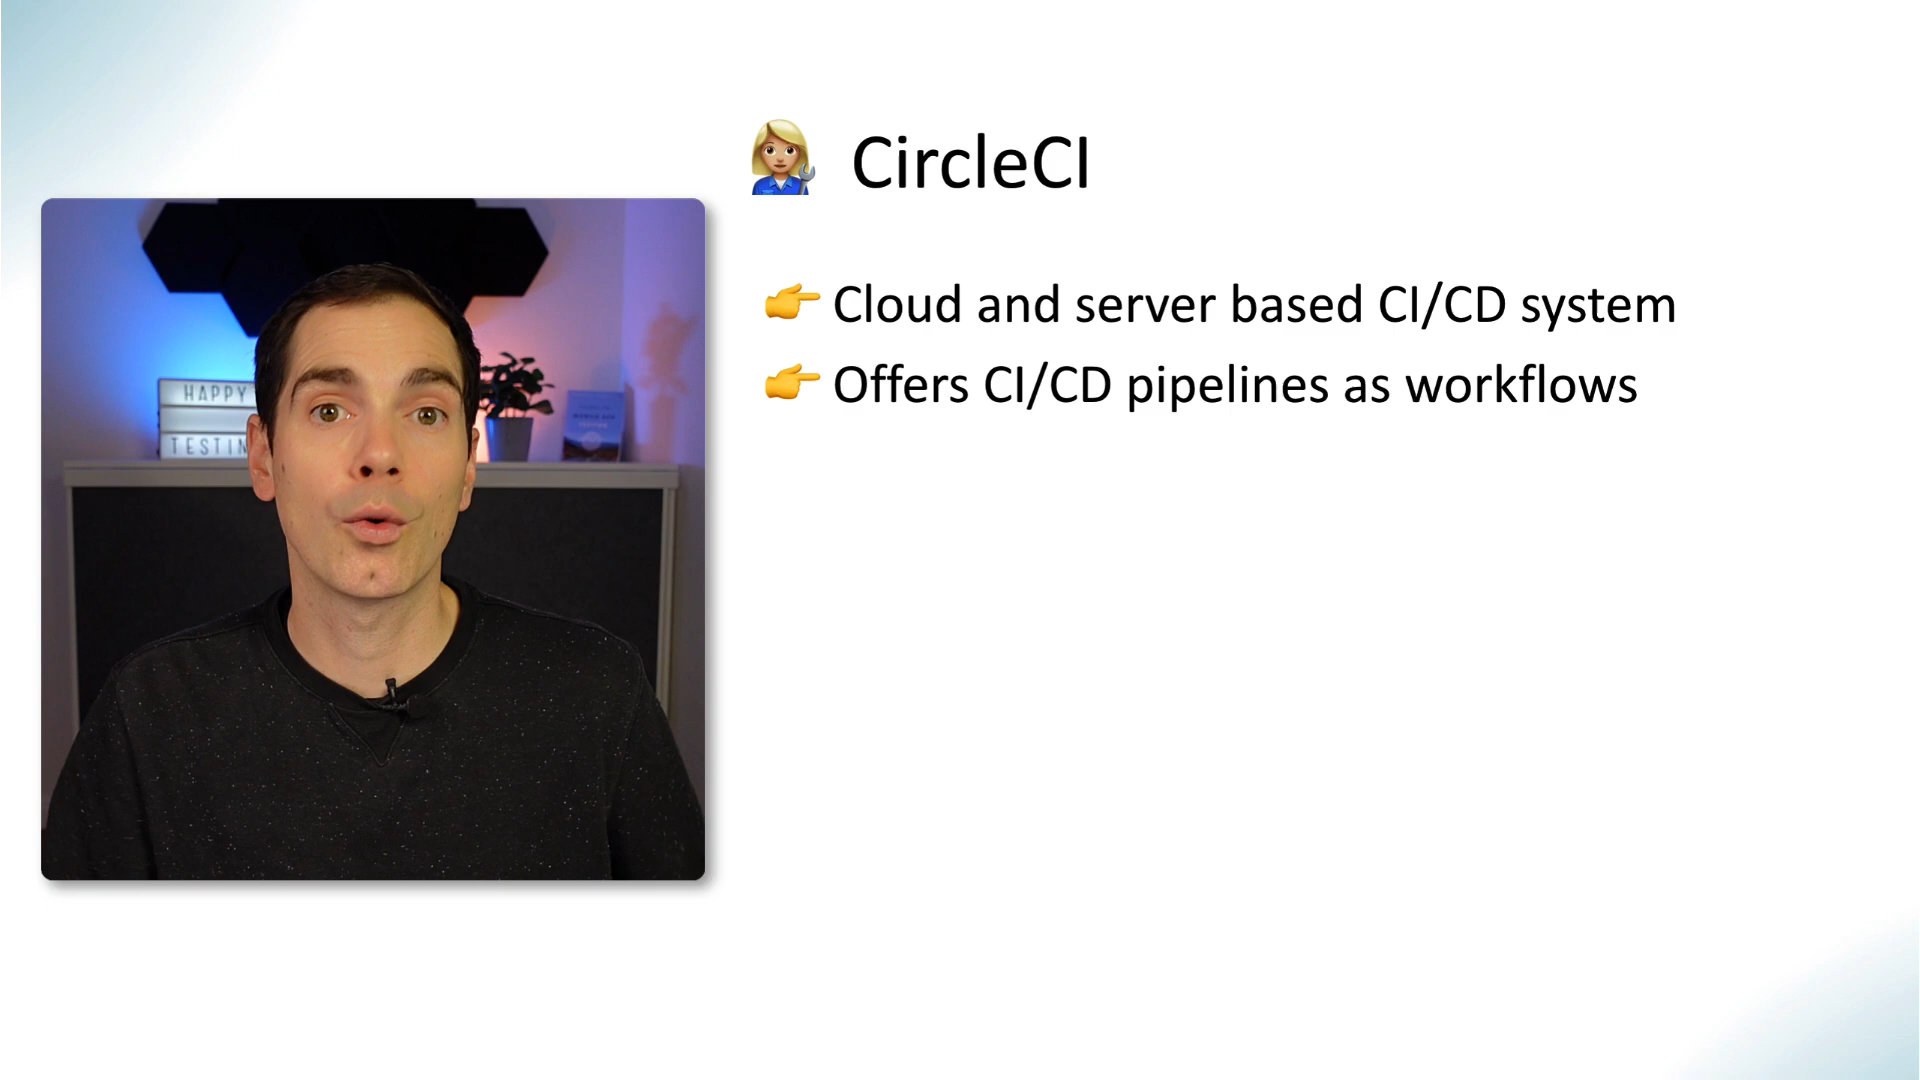 CircleCI
Cloud and server based CI/CD system
Offers CI/CD pipelines as workflows
HAPPY
TESTIN